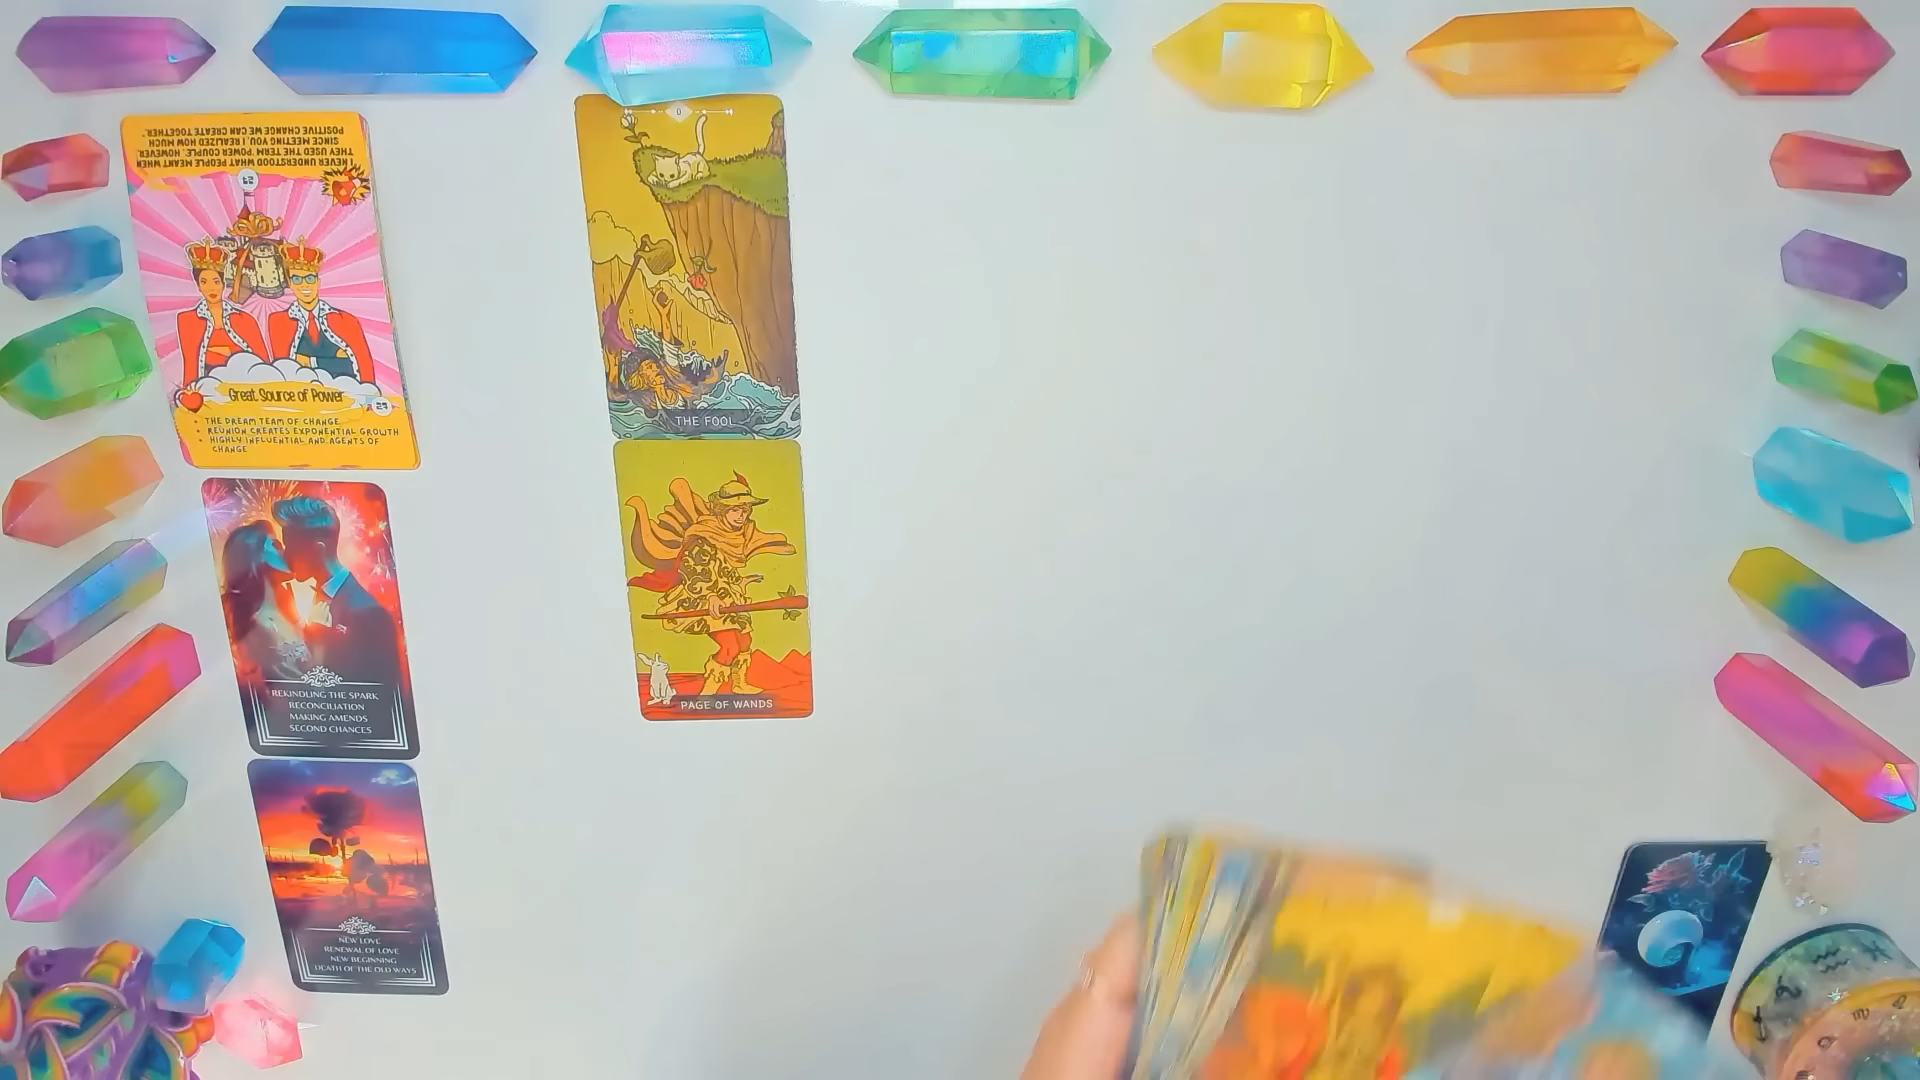 I NEVER UNDERSTOOD WHAT PEOPLE MEANT WHEN
THEY USED THE TERM, 'POWER COUPLE'. HOWEVER,
SINCE MEETING YOU, I REALIZED HOW MUCH
POSITIVE CHANGE WE CAN CREATE TOGETHER."
Great Source of Power
• THE DREAM TEAM OF CHANGE
• REUNION CREATES EXPONENTIAL GROWTH
• HIGHLY INFLUENTIAL AND AGENTS OF
CHANGE
REKINDLING THE SPARK
RECONCILIATION
MAKING AMENDS
SECOND CHANCES
NEW LOVE
RENEWAL OF LOVE
NEW BEGINNING
DEATH OF THE OLD WAYS
0
THE FOOL
PAGE OF WANDS